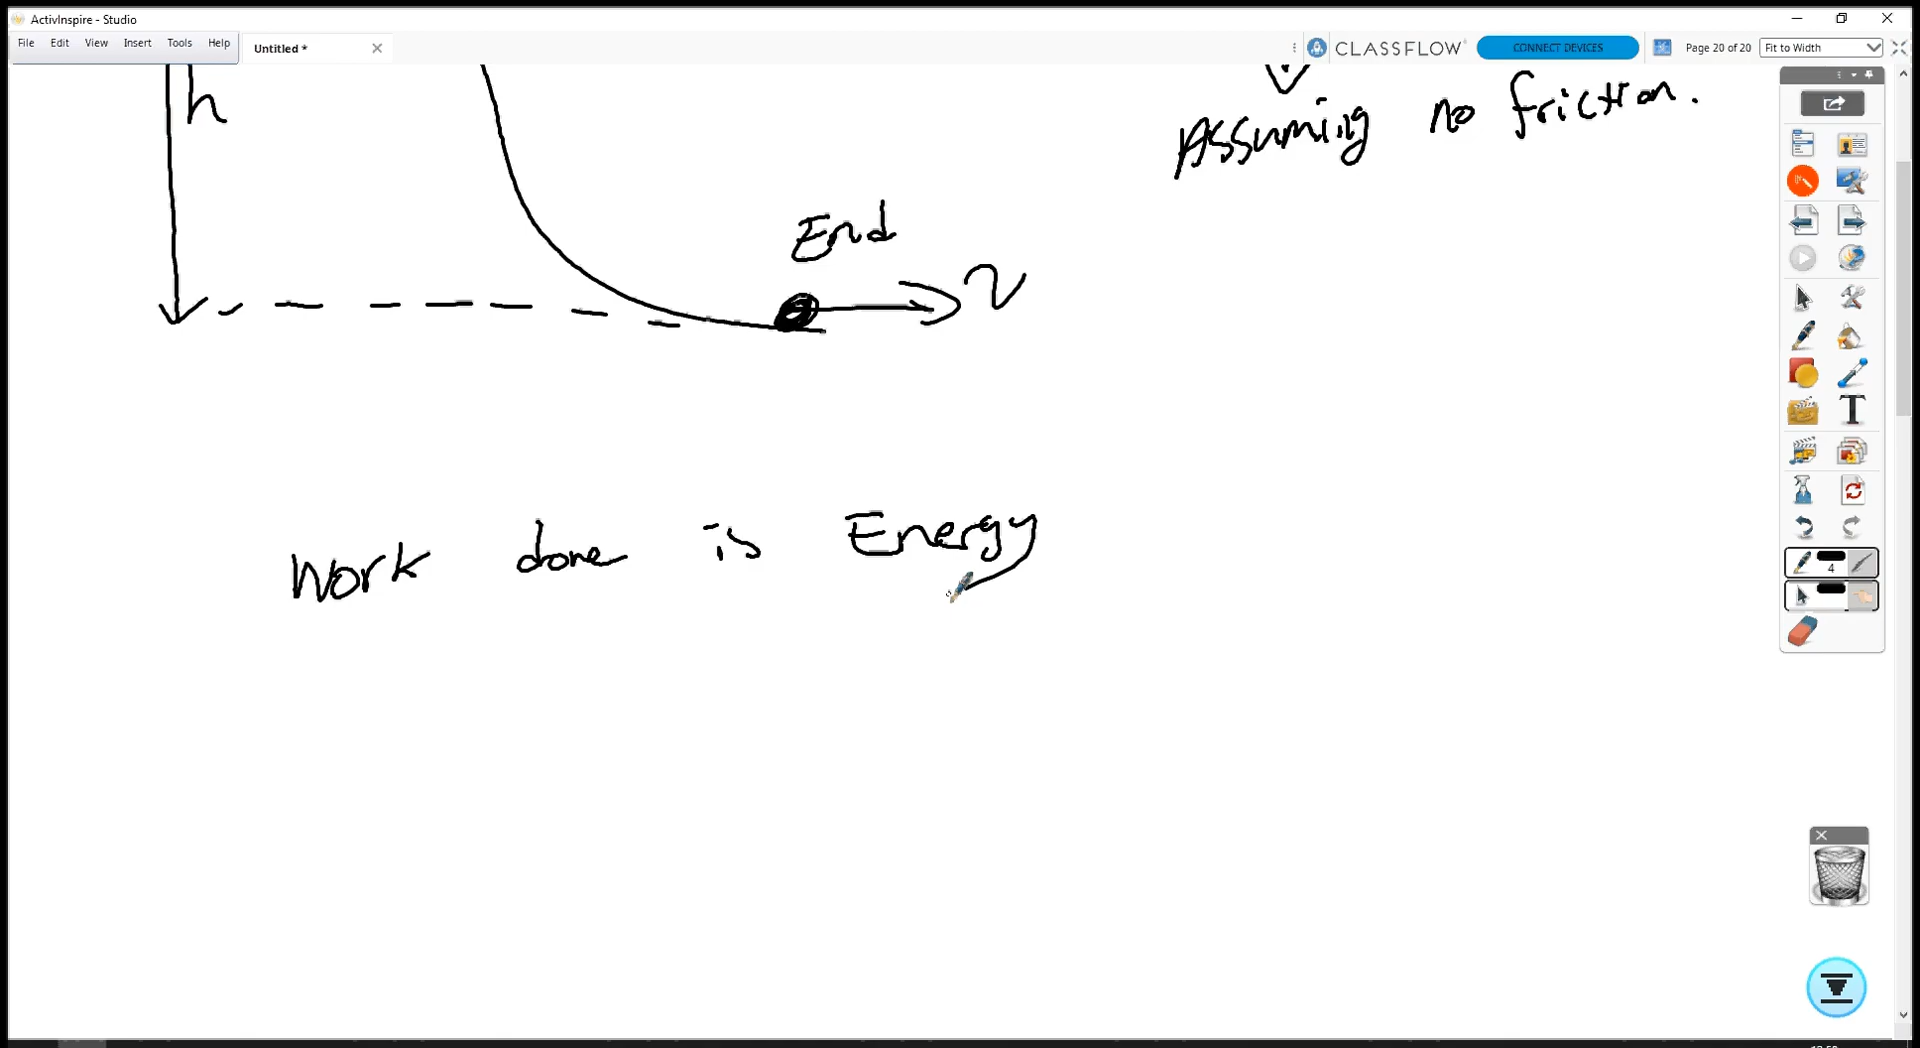 ActivInspire - Studio
File Edit View Insert Tools Help
Untitled *
CLASSFLOW
CONNECT DEVICES
Page 20 of 20
Fit to Width
h
Assuming no friction.
End
v
Work done is Energy
T
4